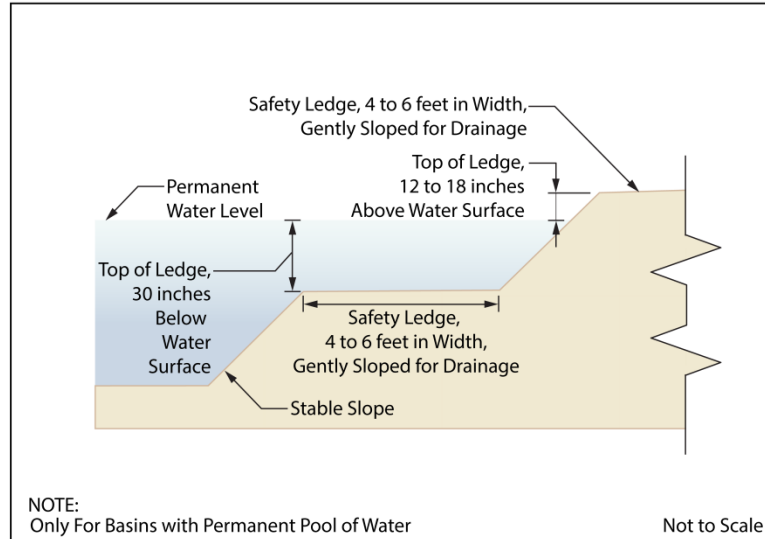 Safety Ledge, 4 to 6 feet in Width,
Gently Sloped for Drainage
Top of Ledge,
12 to 18 inches
Above Water Surface
Permanent
Water Level
Top of Ledge,
30 inches
Below
Water
Surface
Safety Ledge,
4 to 6 feet in Width,
Gently Sloped for Drainage
Stable Slope
NOTE:
Only For Basins with Permanent Pool of Water
Not to Scale